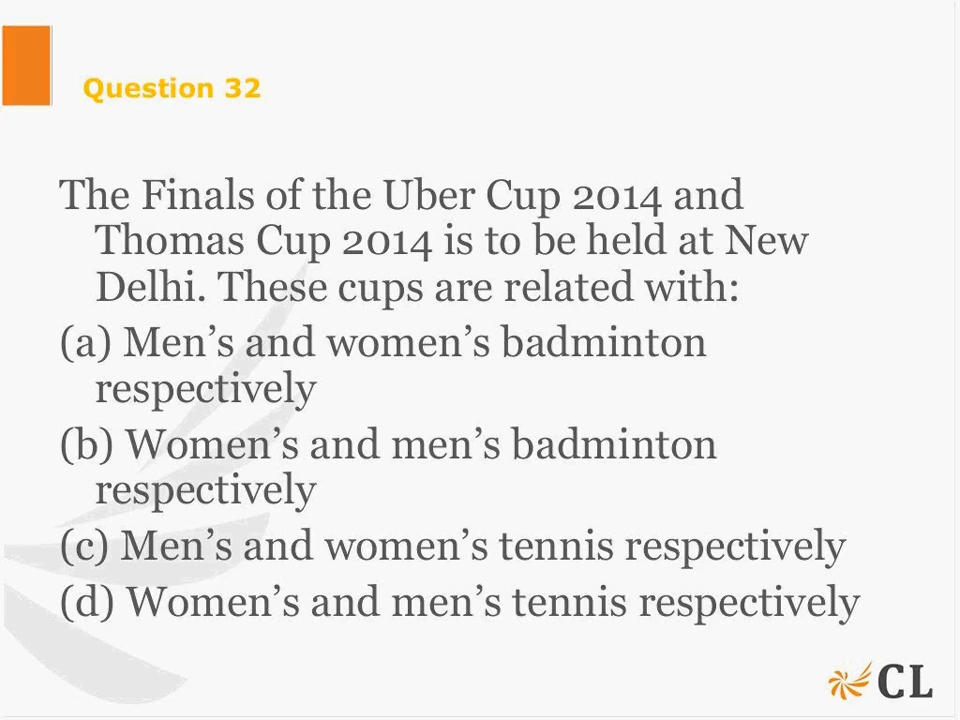 Question 32
The Finals of the Uber Cup 2014 and
Thomas Cup 2014 is to be held at New
Delhi. These cups are related with:
(a) Men’s and women’s badminton
respectively
(b) Women’s and men’s badminton
respectively
(c) Men’s and women’s tennis respectively
(d) Women’s and men’s tennis respectively
CL